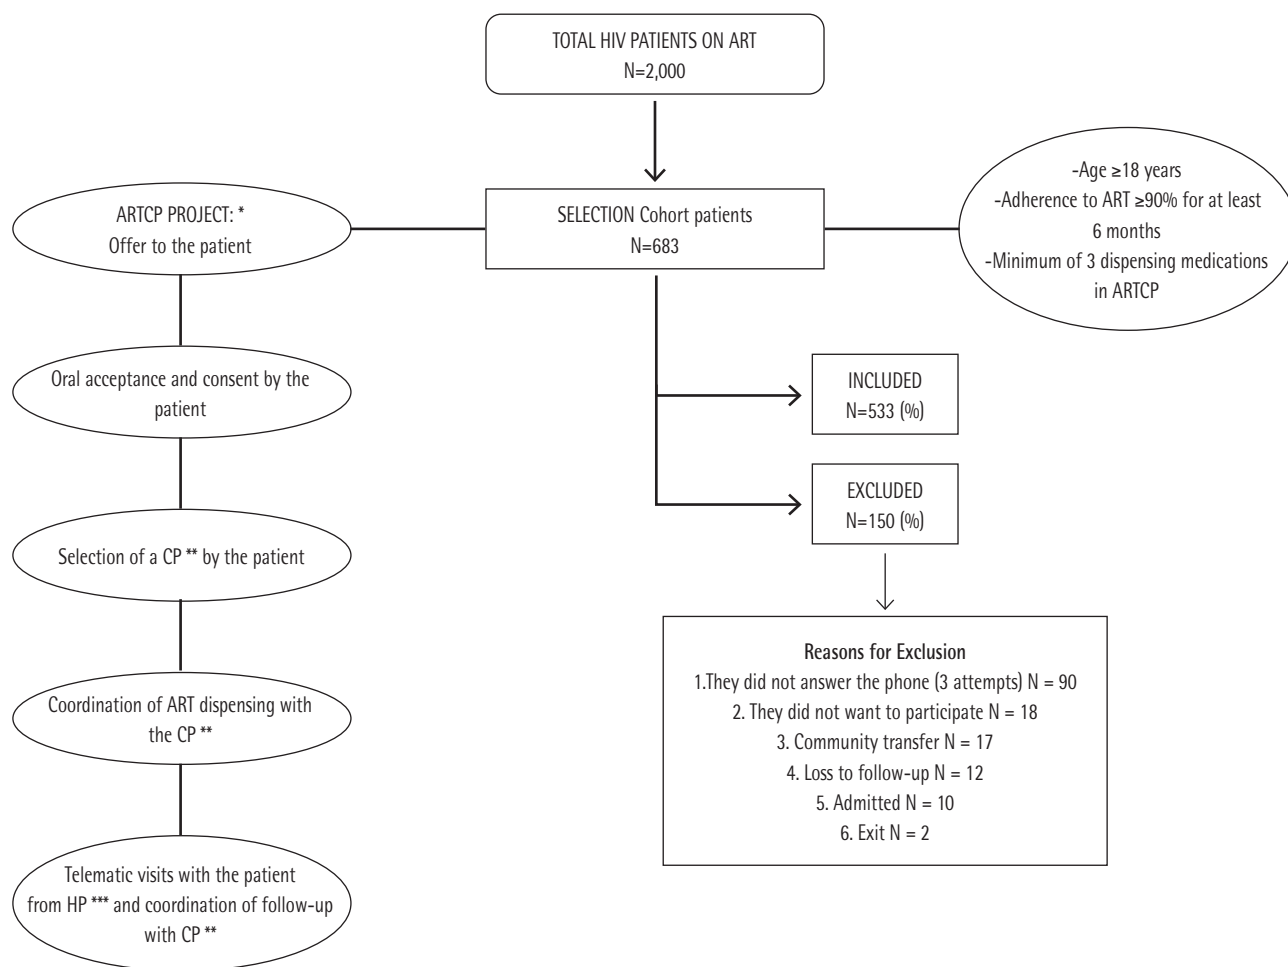 TOTAL HIV PATIENTS ON ART
N=2,000
SELECTION Cohort patients
N=683
-Age ≥18 years
-Adherence to ART ≥90% for at least
6 months
-Minimum of 3 dispensing medications
in ARTCP
ARTCP PROJECT: *
Offer to the patient
Oral acceptance and consent by the
patient
Selection of a CP ** by the patient
Coordination of ART dispensing with
the CP **
Telematic visits with the patient
from HP *** and coordination of follow-up
with CP **
INCLUDED
N=533 (%)
EXCLUDED
N=150 (%)
Reasons for Exclusion
1.They did not answer the phone (3 attempts) N = 90
2. They did not want to participate N = 18
3. Community transfer N = 17
4. Loss to follow-up N = 12
5. Admitted N = 10
6. Exit N = 2